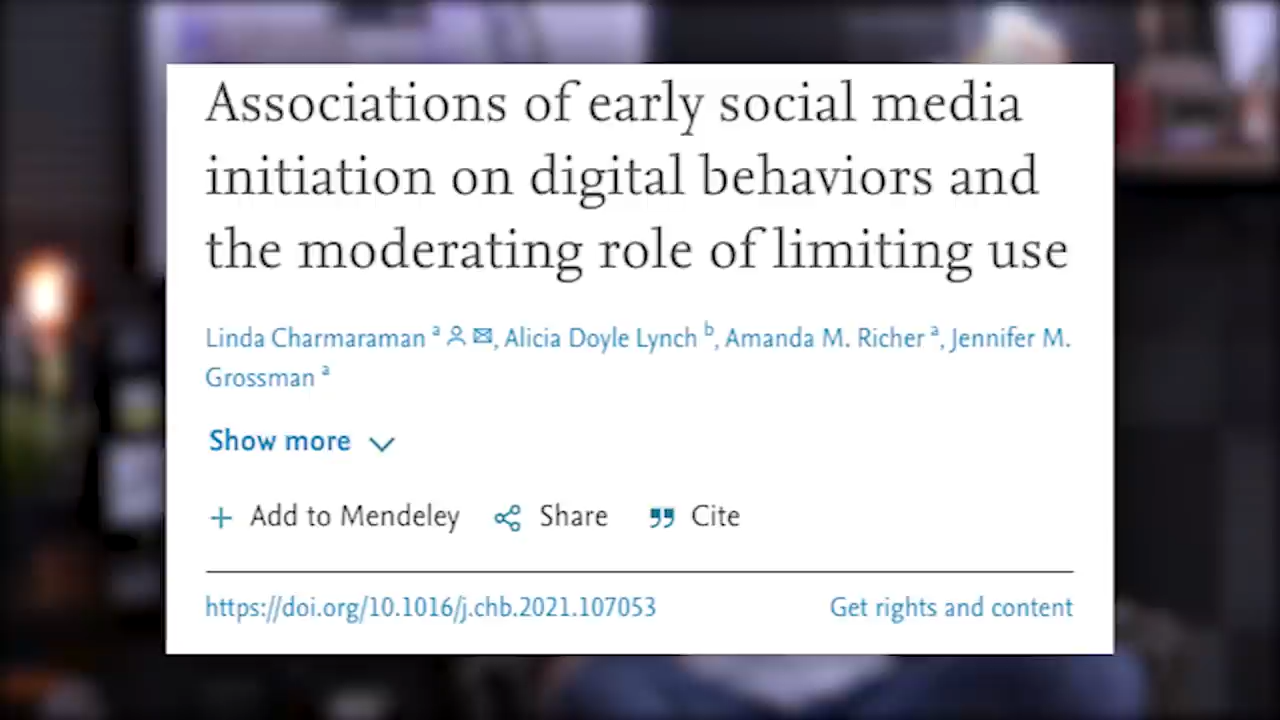 Associations of early social media
initiation on digital behaviors and
the moderating role of limiting use
Linda Charmaraman a, Alicia Doyle Lynch b, Amanda M. Richer a, Jennifer M.
Grossman a
Show more
Add to Mendeley Share Cite
https://doi.org/10.1016/j.chb.2021.107053 Get rights and content